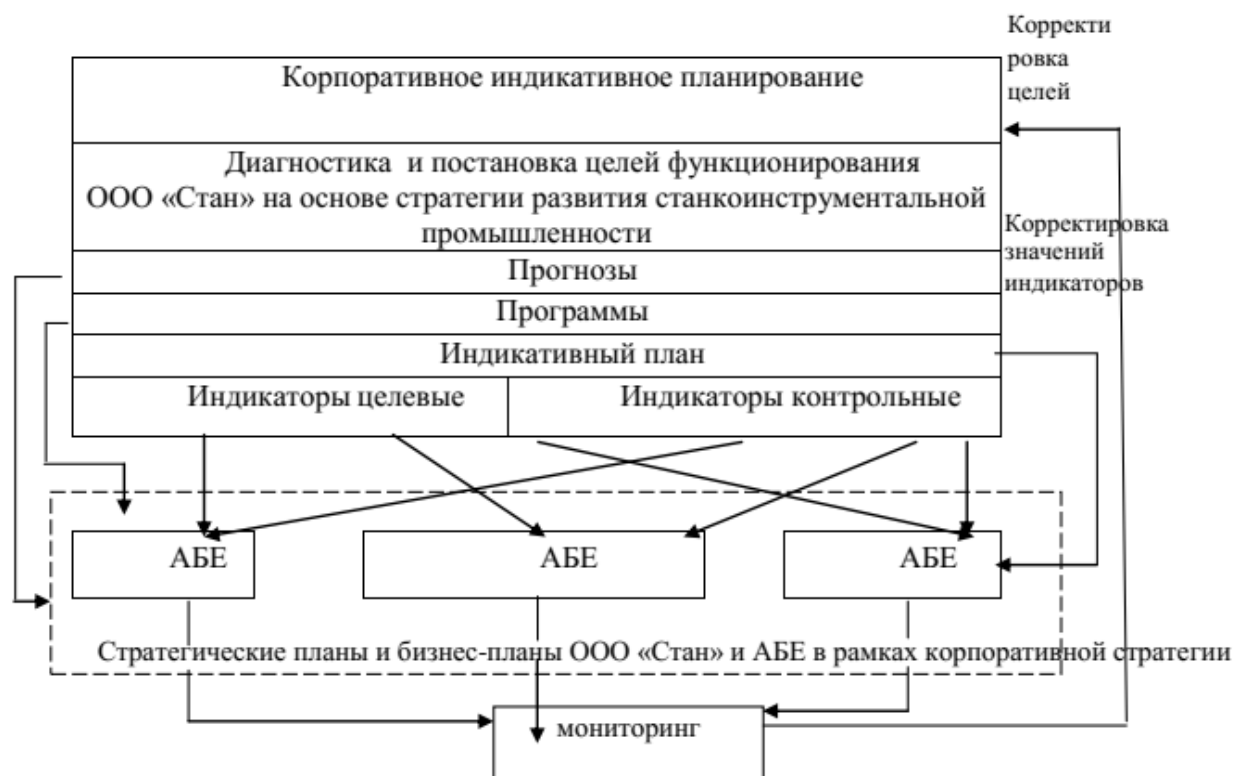 Корректи
ровка
целей
Корпоративное индикативное планирование
Диагностика и постановка целей функционирования
ООО «Стан» на основе стратегии развития станкоинструментальной
промышленности
Корректировка
значений
индикаторов
Прогнозы
Программы
Индикативный план
Индикаторы целевые
Индикаторы контрольные
АБЕ
АБЕ
АБЕ
Стратегические планы и бизнес-планы ООО «Стан» и АБЕ в рамках корпоративной стратегии
мониторинг